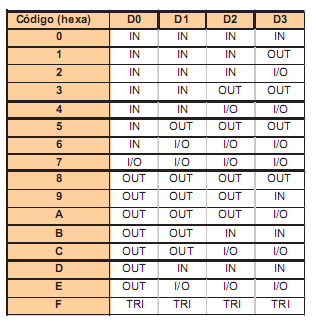 Código (hexa) D0 D1 D2 D3
0 IN IN IN IN
1 IN IN IN OUT
2 IN IN IN I/O
3 IN IN OUT OUT
4 IN IN I/O I/O
5 IN OUT OUT OUT
6 IN I/O I/O I/O
7 I/O I/O I/O I/O
8 OUT OUT OUT OUT
9 OUT OUT OUT IN
A OUT OUT OUT I/O
B OUT OUT IN IN
C OUT OUT I/O I/O
D OUT IN IN IN
E OUT I/O I/O I/O
F TRI TRI TRI TRI